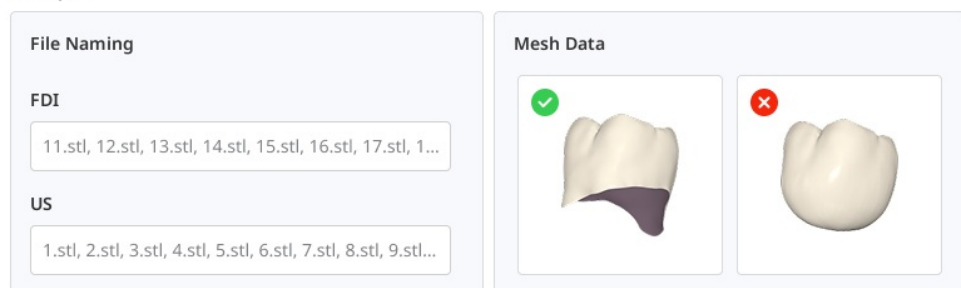 File Naming
FDI
11.stl, 12.stl, 13.stl, 14.stl, 15.stl, 16.stl, 17.stl, 1...
US
1.stl, 2.stl, 3.stl, 4.stl, 5.stl, 6.stl, 7.stl, 8.stl, 9.stl...
Mesh Data